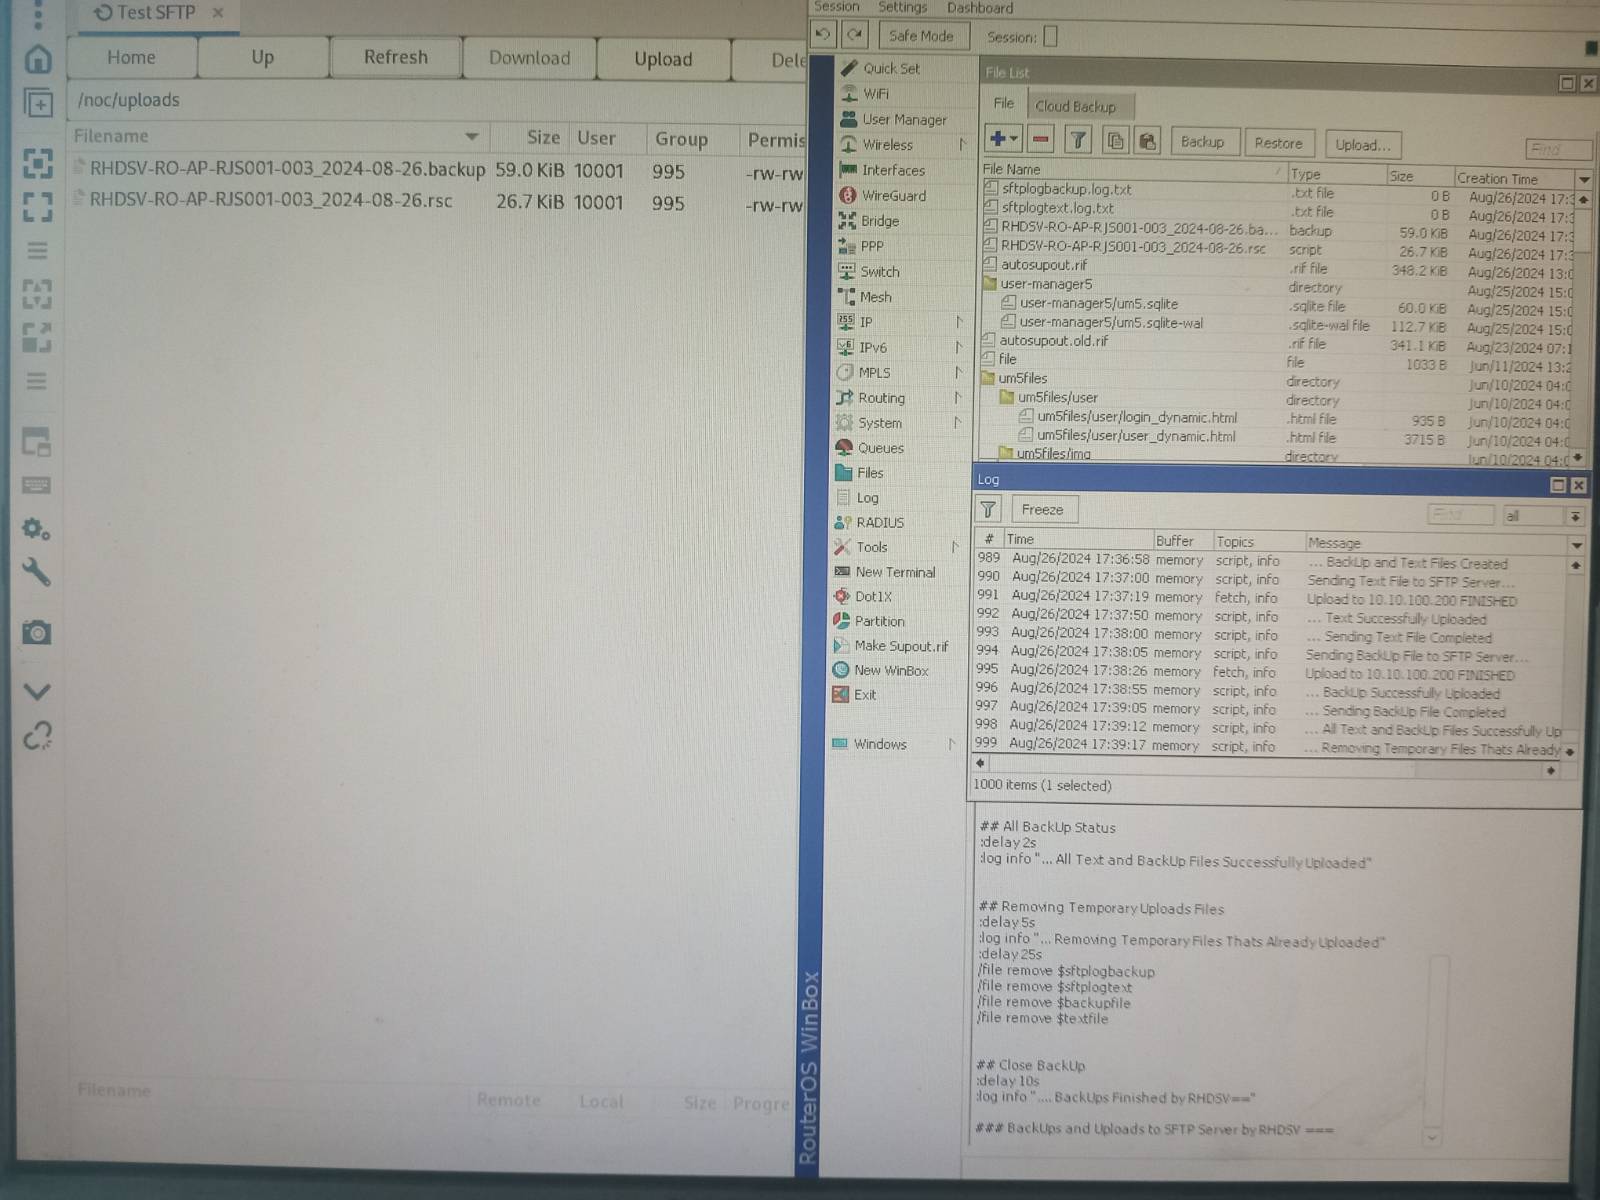 Test SFTP ×
Home
Up
Refresh
Download
Upload
Dele
/noc/uploads
Filename Size User Group Permis
RHDSV-RO-AP-RJS001-003_2024-08-26.backup 59.0 KiB 10001 995 -rw-rw
RHDSV-RO-AP-RJS001-003_2024-08-26.rsc 26.7 KiB 10001 995 -rw-rw
Filename Remote Local Size Progre
RouterOS WinBox
Session Settings Dashboard
Safe Mode Session:
Quick Set
WiFi
User Manager
Wireless
Interfaces
WireGuard
Bridge
PPP
Switch
Mesh
IP
IPv6
MPLS
Routing
System
Queues
Files
Log
RADIUS
Tools
New Terminal
Dot1X
Partition
Make Supout.rif
New WinBox
Exit
Windows
File List
File Cloud Backup
Backup Restore Upload... Find
File Name Type Size Creation Time
sftplogbackup.log.txt .txt file 0 B Aug/26/2024 17:3
sftplogtext.log.txt .txt file 0 B Aug/26/2024 17:3
RHDSV-RO-AP-RJS001-003_2024-08-26.ba... backup 59.0 KiB Aug/26/2024 17:3
RHDSV-RO-AP-RJS001-003_2024-08-26.rsc script 26.7 KiB Aug/26/2024 17:3
autosupout.rif .rif file 348.2 KiB Aug/26/2024 13:0
user-manager5 directory Aug/25/2024 15:0
user-manager5/um5.sqlite .sqlite file 60.0 KiB Aug/25/2024 15:0
user-manager5/um5.sqlite-wal .sqlite-wal file 112.7 KiB Aug/25/2024 15:0
autosupout.old.rif .rif file 341.1 KiB Aug/23/2024 07:1
file file 1033 B Jun/11/2024 13:2
um5files directory Jun/10/2024 04:0
um5files/user directory Jun/10/2024 04:0
um5files/user/login_dynamic.html .html file 935 B Jun/10/2024 04:0
um5files/user/user_dynamic.html .html file 3715 B Jun/10/2024 04:0
um5files/img directory Jun/10/2024 04:0
Log
Freeze Find all
# Time Buffer Topics Message
989 Aug/26/2024 17:36:58 memory script, info ... BackUp and Text Files Created
990 Aug/26/2024 17:37:00 memory script, info Sending Text File to SFTP Server...
991 Aug/26/2024 17:37:19 memory fetch, info Upload to 10.10.100.200 FINISHED
992 Aug/26/2024 17:37:50 memory script, info ... Text Successfully Uploaded
993 Aug/26/2024 17:38:00 memory script, info ... Sending Text File Completed
994 Aug/26/2024 17:38:05 memory script, info Sending BackUp File to SFTP Server...
995 Aug/26/2024 17:38:26 memory fetch, info Upload to 10.10.100.200 FINISHED
996 Aug/26/2024 17:38:55 memory script, info ... BackUp Successfully Uploaded
997 Aug/26/2024 17:39:05 memory script, info ... Sending BackUp File Completed
998 Aug/26/2024 17:39:12 memory script, info ... All Text and BackUp Files Successfully Up
999 Aug/26/2024 17:39:17 memory script, info ... Removing Temporary Files Thats Already
1000 items (1 selected)
## All BackUp Status
:delay 2s
:log info "... All Text and BackUp Files Successfully Uploaded"
## Removing Temporary Uploads Files
:delay 5s
:log info "... Removing Temporary Files Thats Already Uploaded"
:delay 25s
/file remove $sftplogbackup
/file remove $sftplogtext
/file remove $backupfile
/file remove $textfile
## Close BackUp
:delay 10s
:log info ".... BackUps Finished by RHDSV=="
### BackUps and Uploads to SFTP Server by RHDSV ===